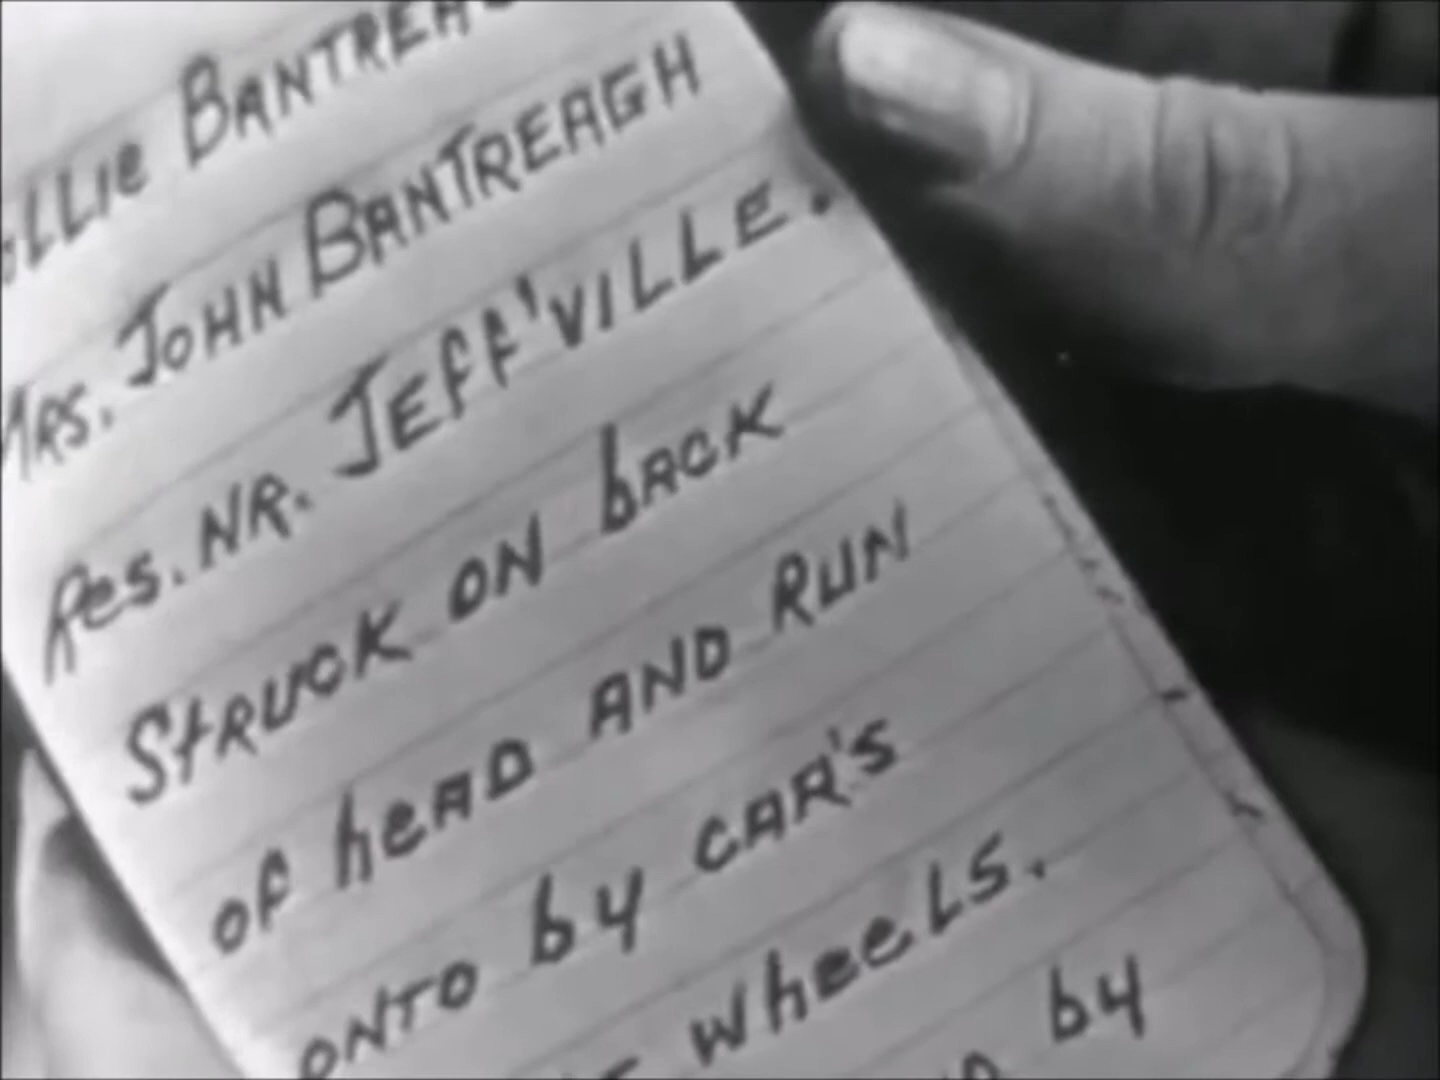 BANTREA
MRS. JOHN BANTREAGH
Res. NR. JEff'VILLE.
StRUCK ON bACK
of heAD AND RUN
ONTO by CAR'S
wheeLS.
by